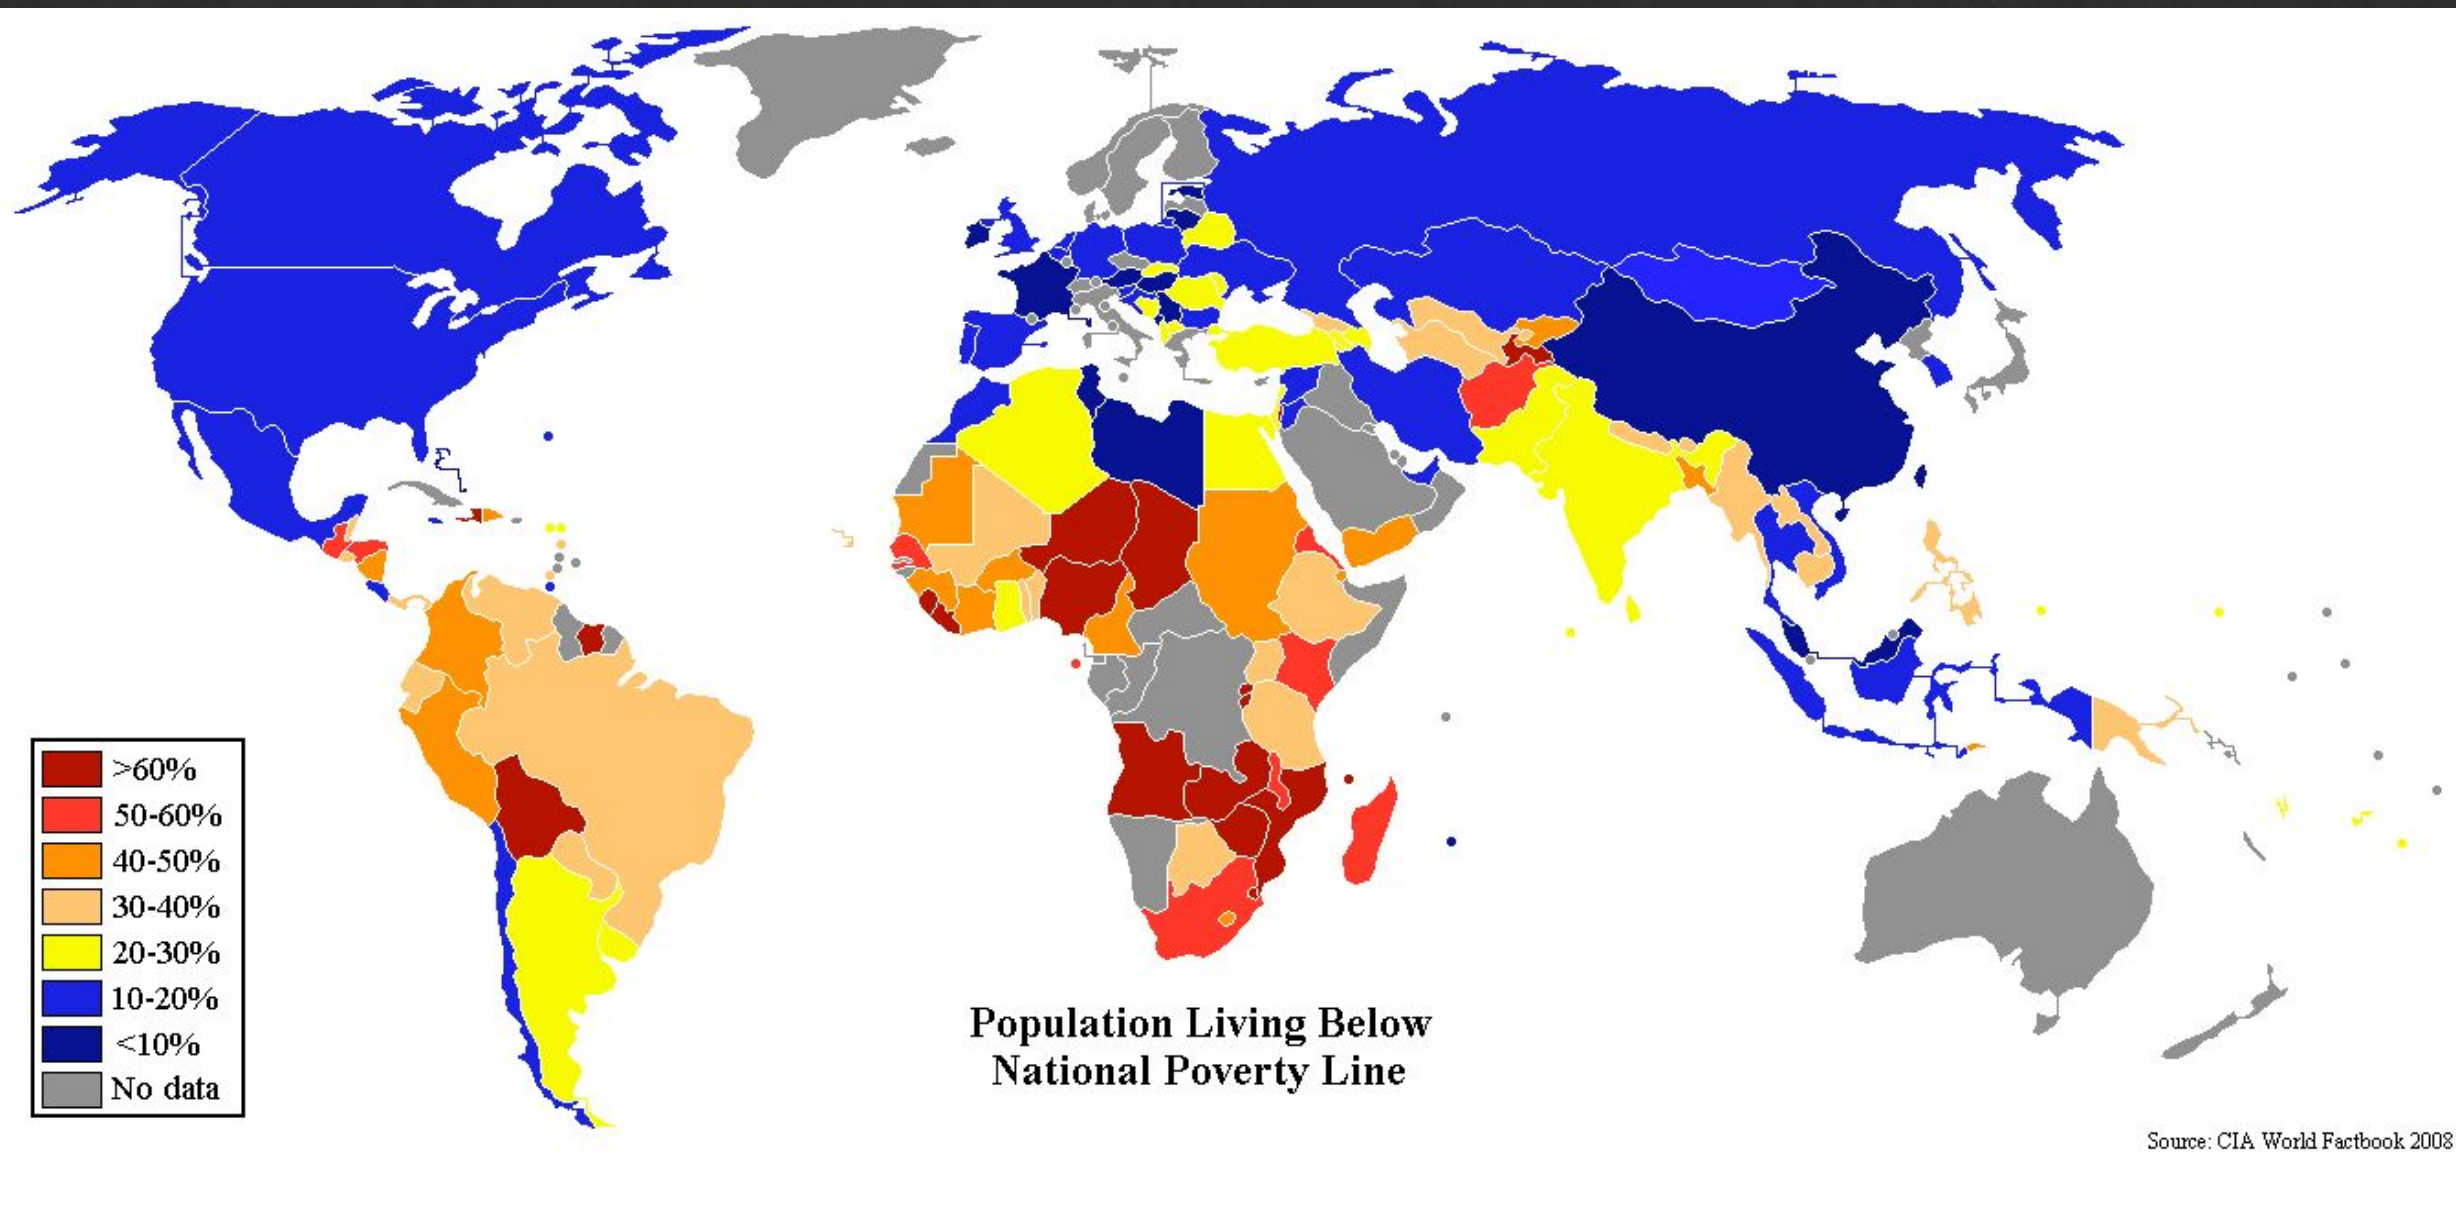 >60%
50-60%
40-50%
30-40%
20-30%
10-20%
<10%
No data
Population Living Below
National Poverty Line
Source: CIA World Factbook 2008